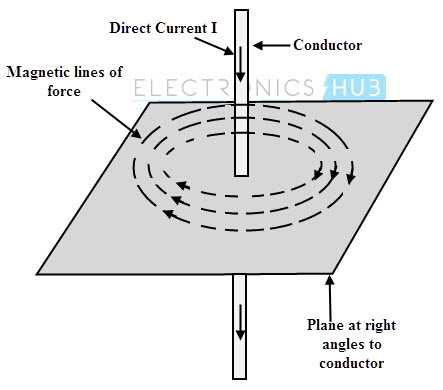 Direct Current I
Conductor
Magnetic lines of
force
ELECTRONICS HUB
Plane at right
angles to
conductor